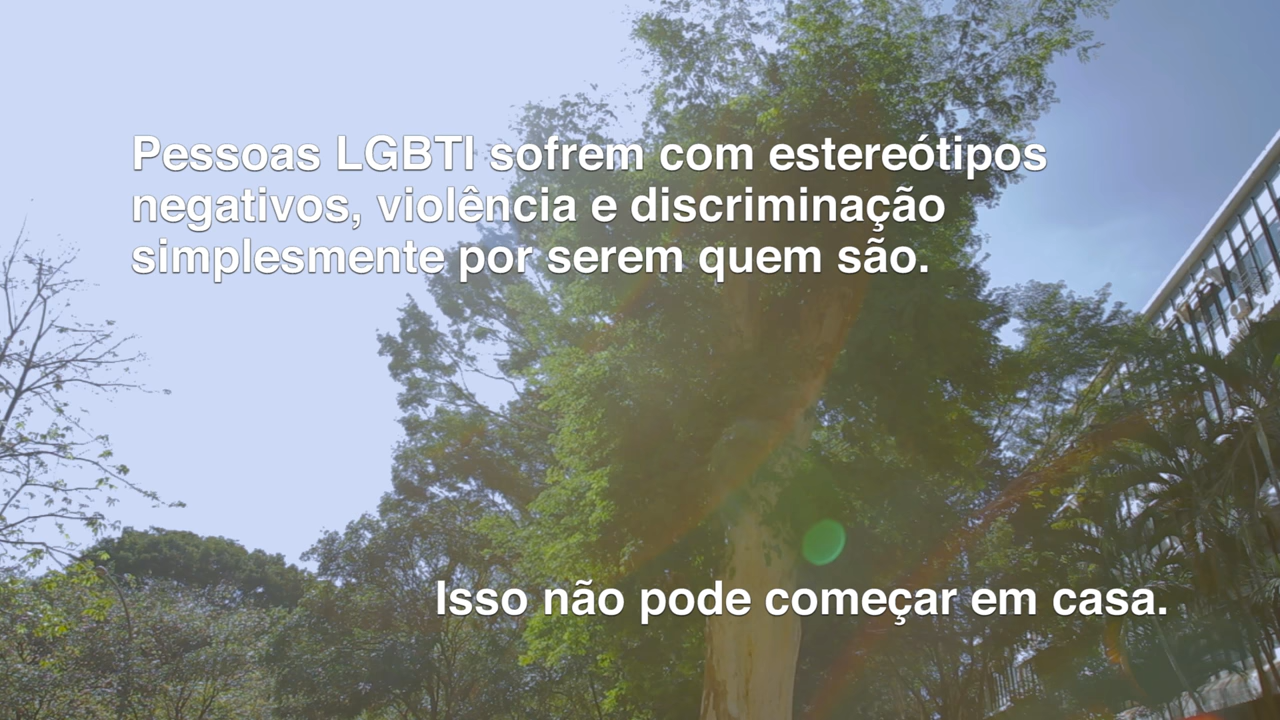 Pessoas LGBTI sofrem com estereótipos
negativos, violência e discriminação
simplesmente por serem quem são.
Isso não pode começar em casa.